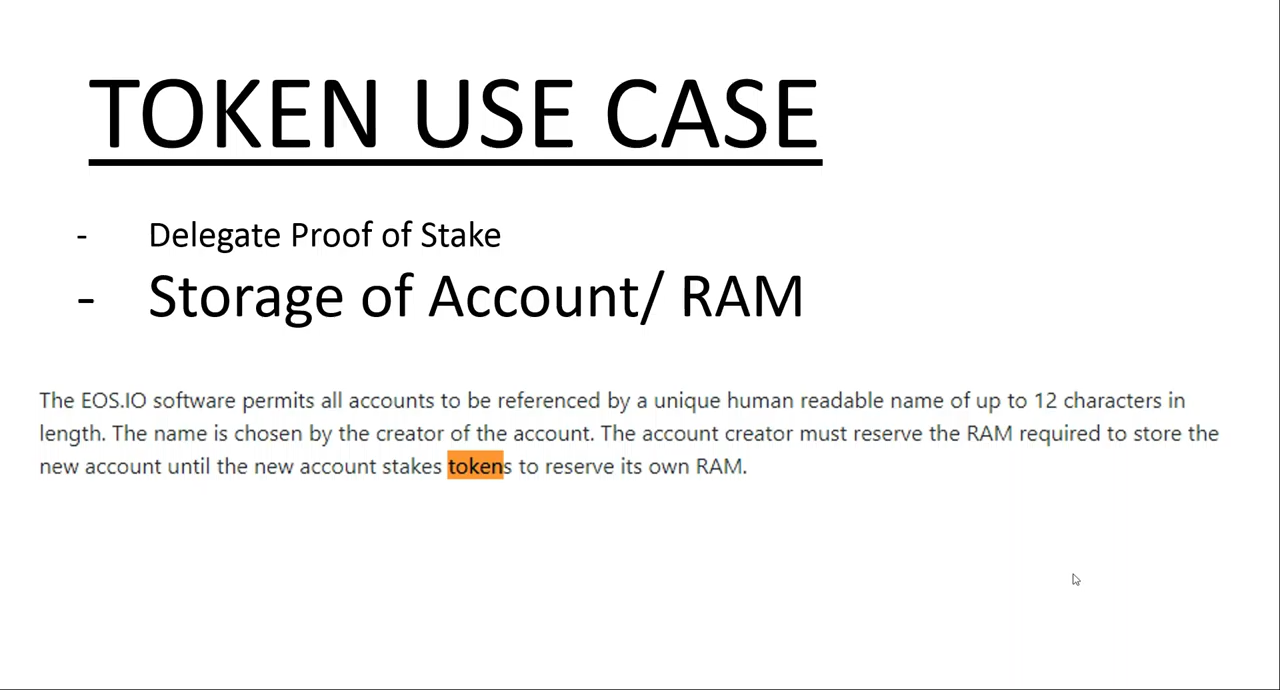 TOKEN USE CASE
- Delegate Proof of Stake
- Storage of Account/ RAM
The EOS.IO software permits all accounts to be referenced by a unique human readable name of up to 12 characters in
length. The name is chosen by the creator of the account. The account creator must reserve the RAM required to store the
new account until the new account stakes tokens to reserve its own RAM.